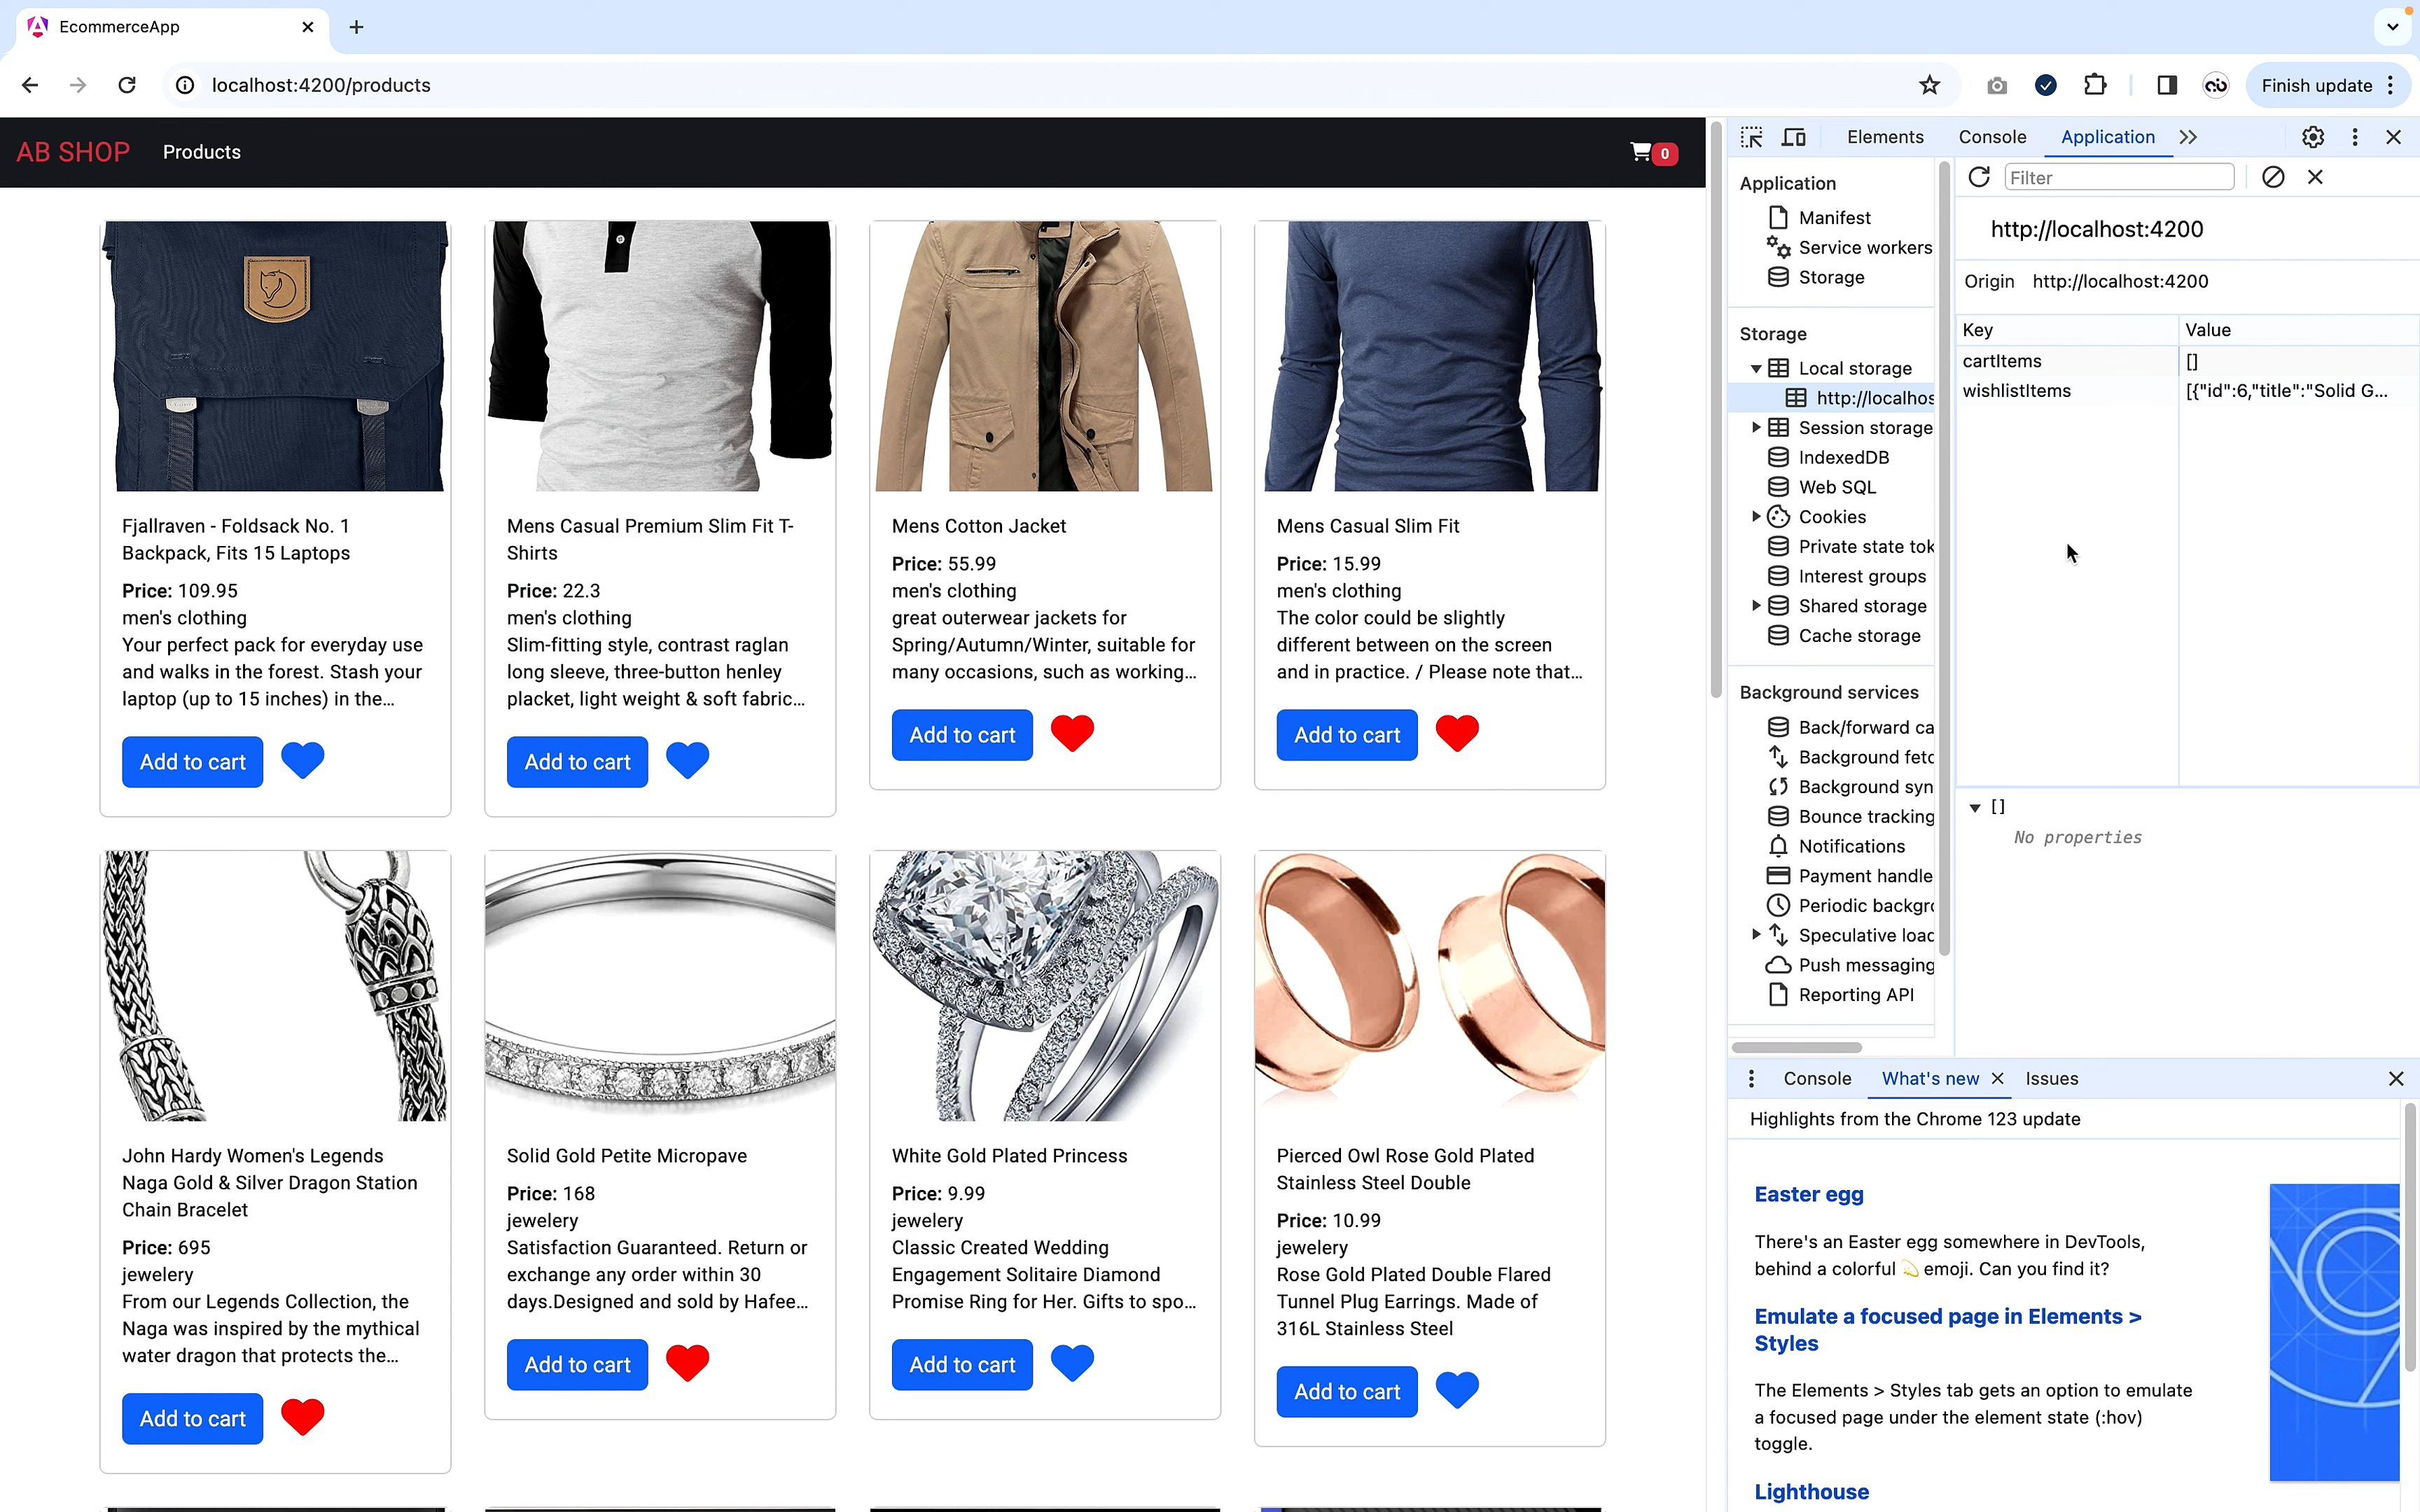 EcommerceApp
localhost:4200/products
Finish update
AB SHOP
Products
0
Fjallraven - Foldsack No. 1
Backpack, Fits 15 Laptops
Price: 109.95
men's clothing
Your perfect pack for everyday use
and walks in the forest. Stash your
laptop (up to 15 inches) in the...
Add to cart
Mens Casual Premium Slim Fit T-
Shirts
Price: 22.3
men's clothing
Slim-fitting style, contrast raglan
long sleeve, three-button henley
placket, light weight & soft fabric...
Add to cart
Mens Cotton Jacket
Price: 55.99
men's clothing
great outerwear jackets for
Spring/Autumn/Winter, suitable for
many occasions, such as working...
Add to cart
Mens Casual Slim Fit
Price: 15.99
men's clothing
The color could be slightly
different between on the screen
and in practice. / Please note that...
Add to cart
John Hardy Women's Legends
Naga Gold & Silver Dragon Station
Chain Bracelet
Price: 695
jewelery
From our Legends Collection, the
Naga was inspired by the mythical
water dragon that protects the...
Add to cart
Solid Gold Petite Micropave
Price: 168
jewelery
Satisfaction Guaranteed. Return or
exchange any order within 30
days.Designed and sold by Hafee...
Add to cart
White Gold Plated Princess
Price: 9.99
jewelery
Classic Created Wedding
Engagement Solitaire Diamond
Promise Ring for Her. Gifts to spo...
Add to cart
Pierced Owl Rose Gold Plated
Stainless Steel Double
Price: 10.99
jewelery
Rose Gold Plated Double Flared
Tunnel Plug Earrings. Made of
316L Stainless Steel
Add to cart
Elements
Console
Application
Application
Manifest
Service workers
Storage
Storage
Local storage
http://localhos
Session storage
IndexedDB
Web SQL
Cookies
Private state tok
Interest groups
Shared storage
Cache storage
Background services
Back/forward ca
Background fetc
Background syn
Bounce tracking
Notifications
Payment handle
Periodic backgr
Speculative load
Push messaging
Reporting API
Filter
http://localhost:4200
Origin http://localhost:4200
Key Value
cartItems []
wishlistItems [{"id":6,"title":"Solid G...
[]
No properties
Console
What's new
Issues
Highlights from the Chrome 123 update
Easter egg
There's an Easter egg somewhere in DevTools,
behind a colorful 💫 emoji. Can you find it?
Emulate a focused page in Elements >
Styles
The Elements > Styles tab gets an option to emulate
a focused page under the element state (:hov)
toggle.
Lighthouse